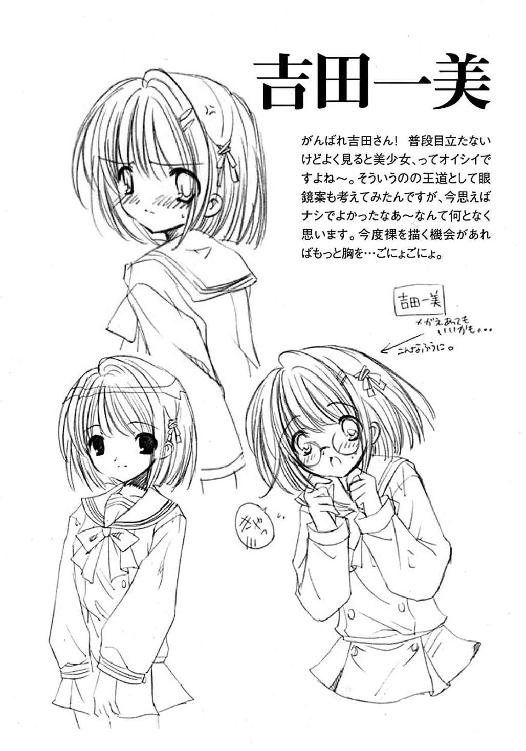 吉田一美
がんばれ吉田さん！ 普段目立たない
けどよく見ると美少女、ってオイシイで
すよね〜。そういうのの王道として眼
鏡案も考えてみたんですが、今思えば
ナシでよかったなあ〜なんて何となく
思います。今度裸を描く機会があれ
ばもっと胸を…ごにょごにょ。
吉田一美
メガネあっても
いいかも…
こんなふうに。
ぎゃっ